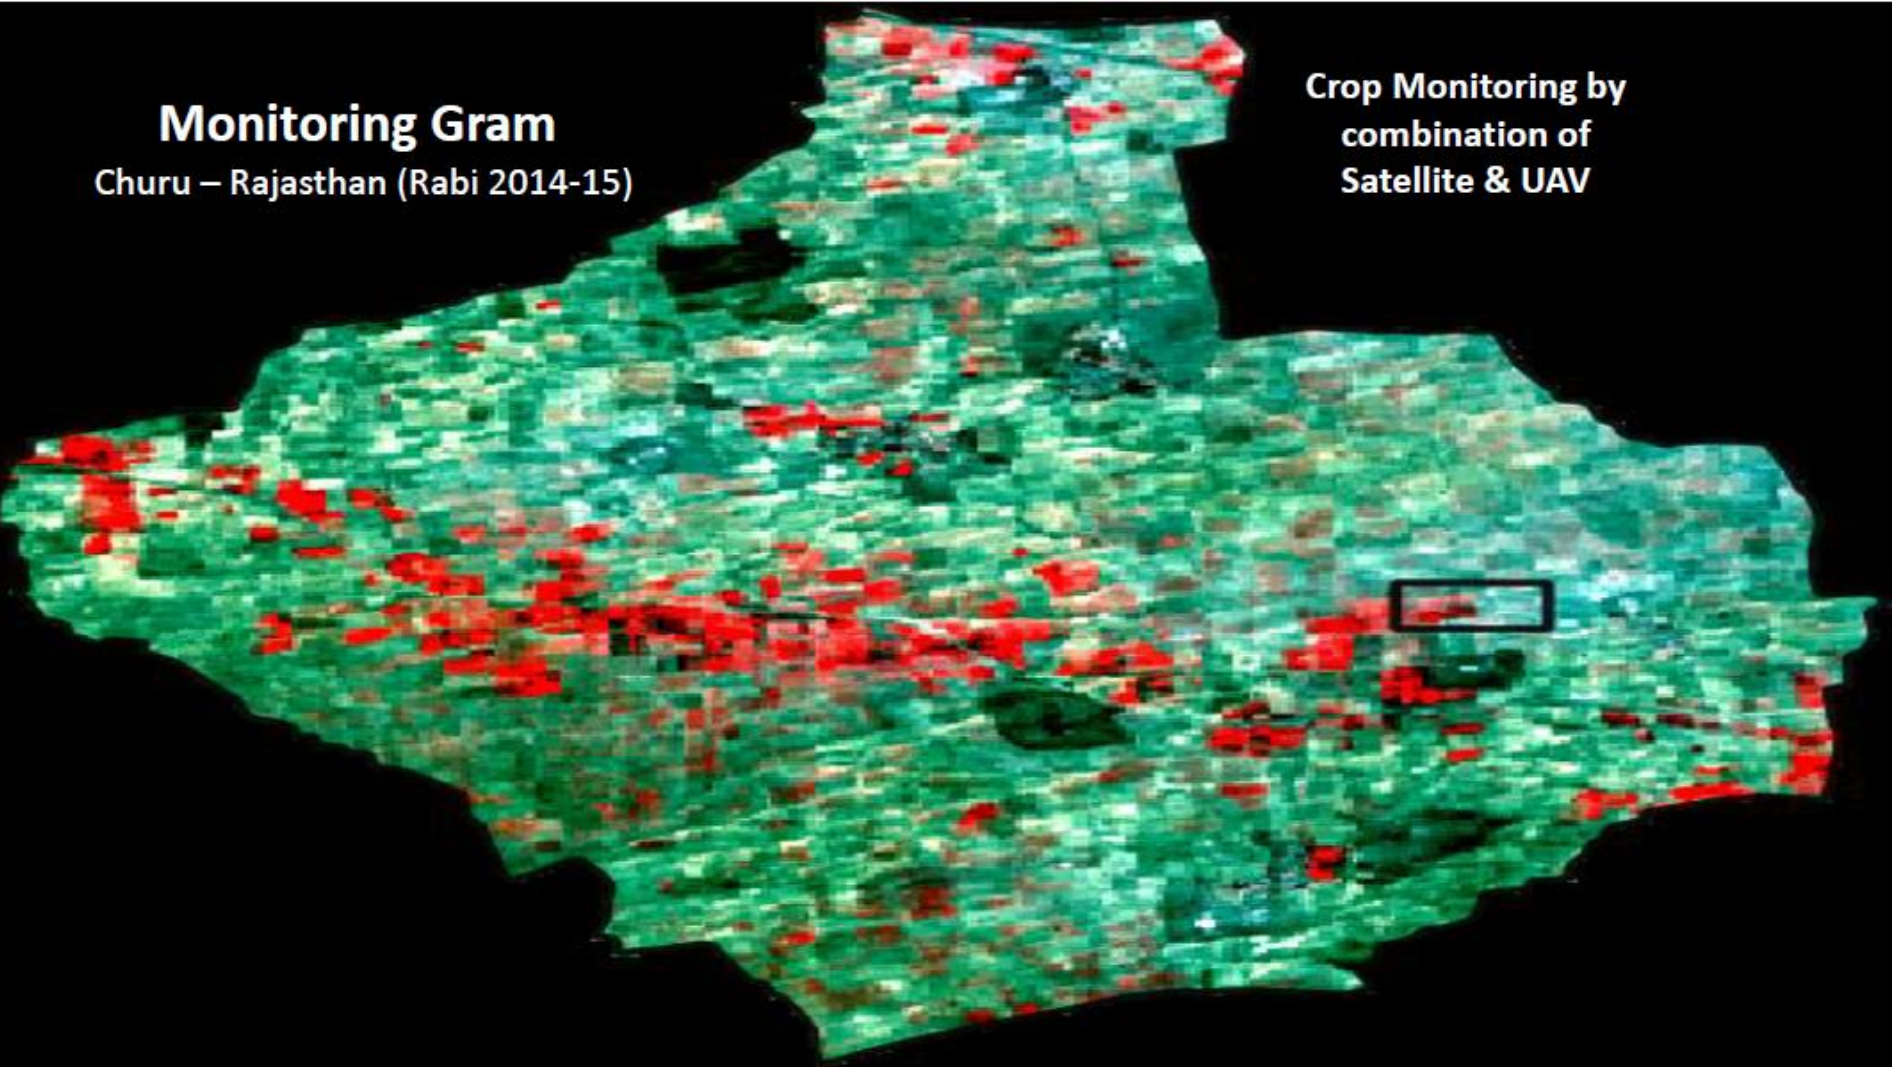 Monitoring Gram
Churu – Rajasthan (Rabi 2014-15)
Crop Monitoring by
combination of
Satellite & UAV